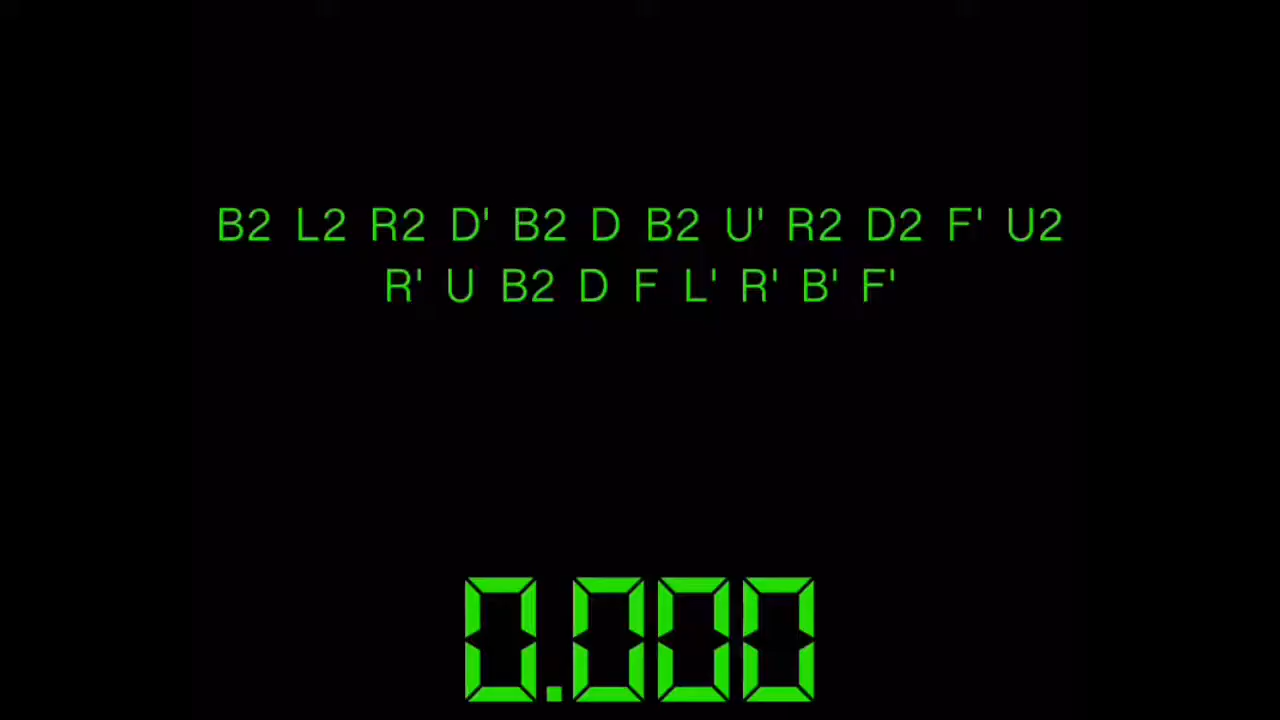 B2 L2 R2 D' B2 D B2 U' R2 D2 F' U2
R' U B2 D F L' R' B' F'
0.000